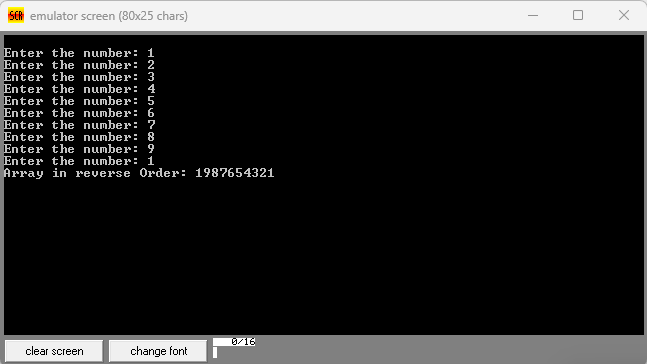 SCR emulator screen (80x25 chars)
Enter the number: 1
Enter the number: 2
Enter the number: 3
Enter the number: 4
Enter the number: 5
Enter the number: 6
Enter the number: 7
Enter the number: 8
Enter the number: 9
Enter the number: 1
Array in reverse Order: 1987654321
clear screen change font 0/16